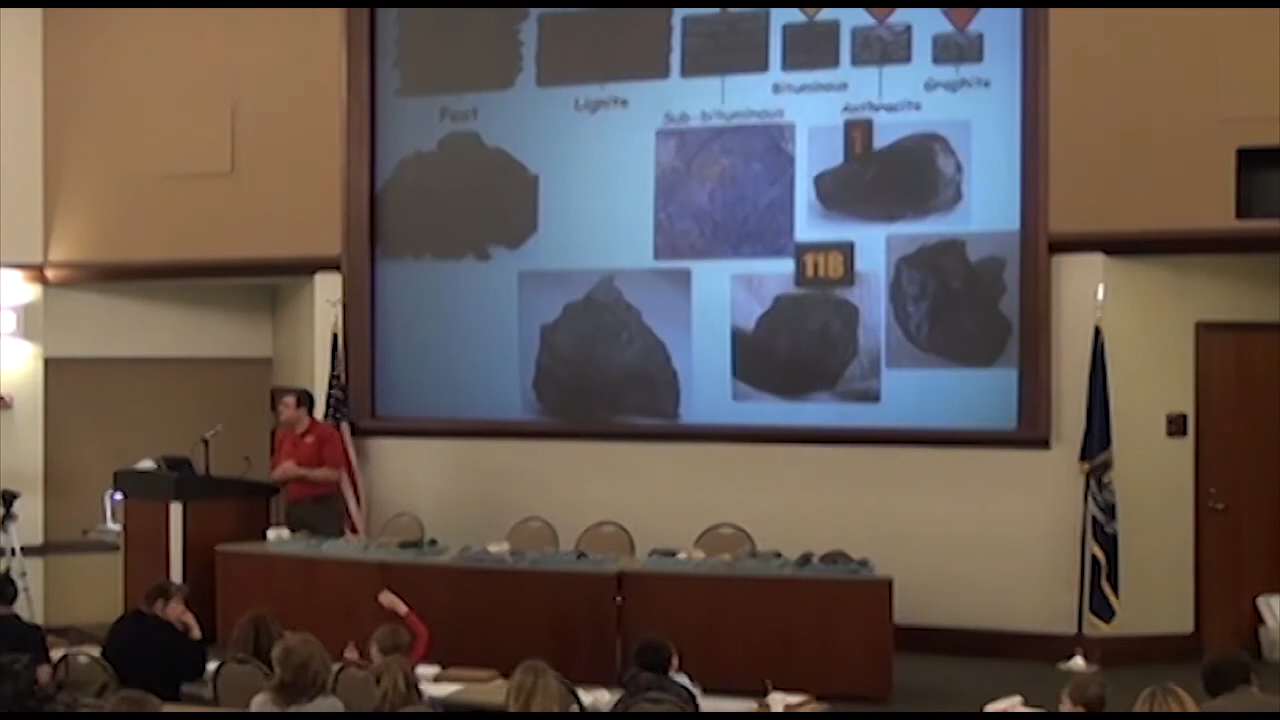 Graphite
Bituminous
Anthracite
Lignite
Peat
Sub-bituminous
1
11B